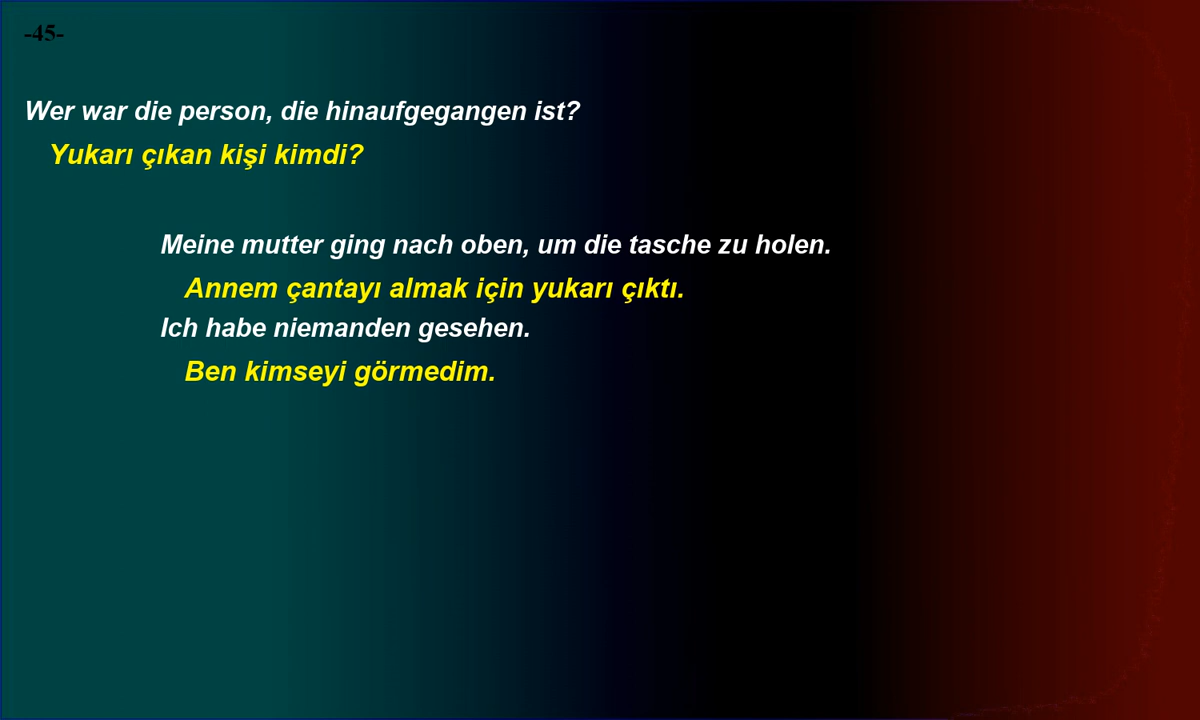 -45-
Wer war die person, die hinaufgegangen ist?
Yukarı çıkan kişi kimdi?
Meine mutter ging nach oben, um die tasche zu holen.
Annem çantayı almak için yukarı çıktı.
Ich habe niemanden gesehen.
Ben kimseyi görmedim.